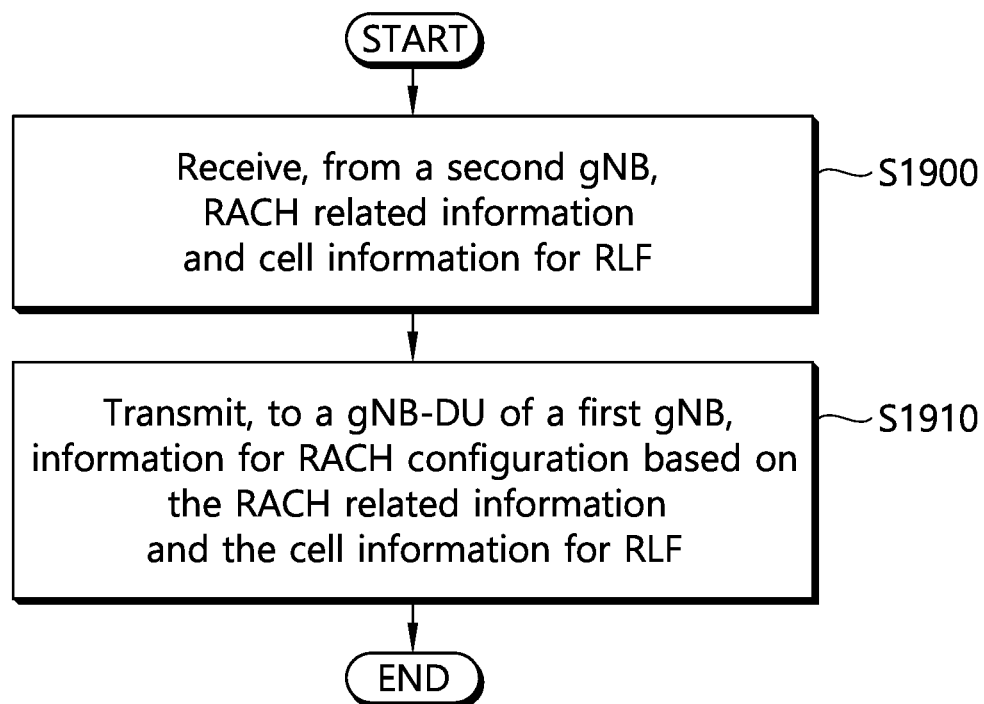 START
Receive, from a second gNB,
RACH related information
and cell information for RLF
S1900
Transmit, to a gNB-DU of a first gNB,
information for RACH configuration based on
the RACH related information
and the cell information for RLF
S1910
END